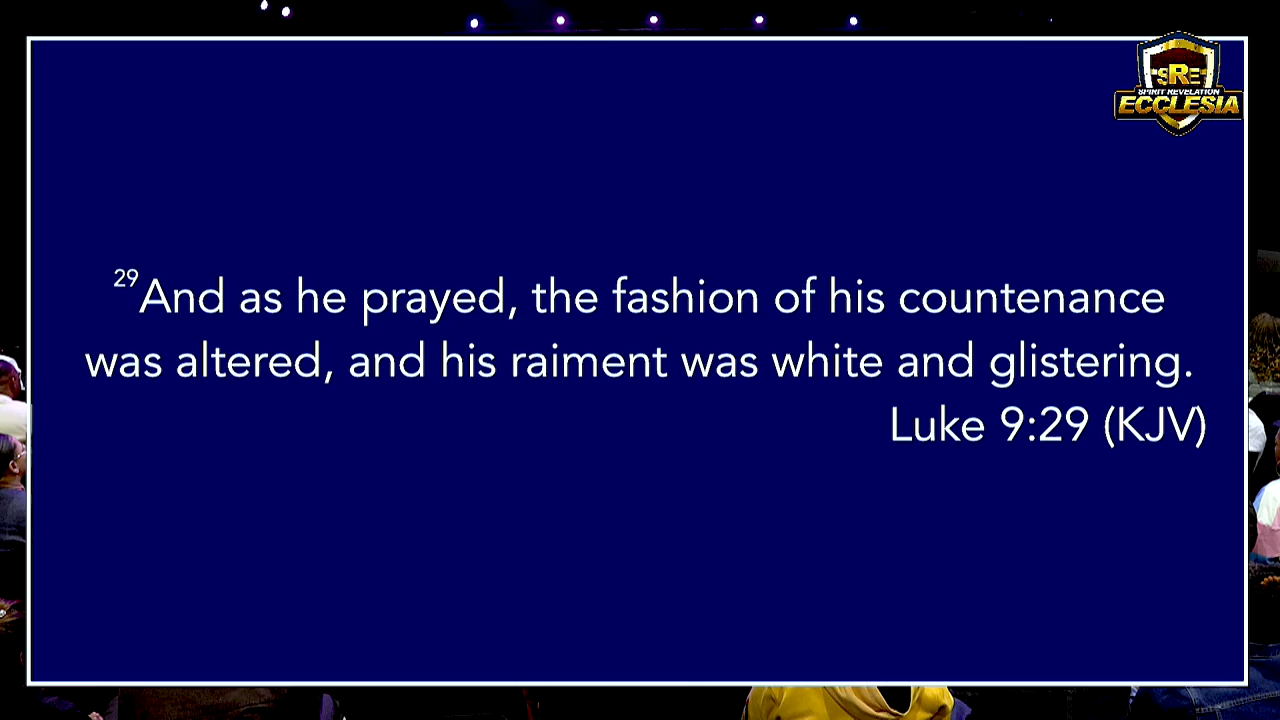 SRE
SPIRIT REVELATION
ECCLESIA
29And as he prayed, the fashion of his countenance
was altered, and his raiment was white and glistering.
Luke 9:29 (KJV)